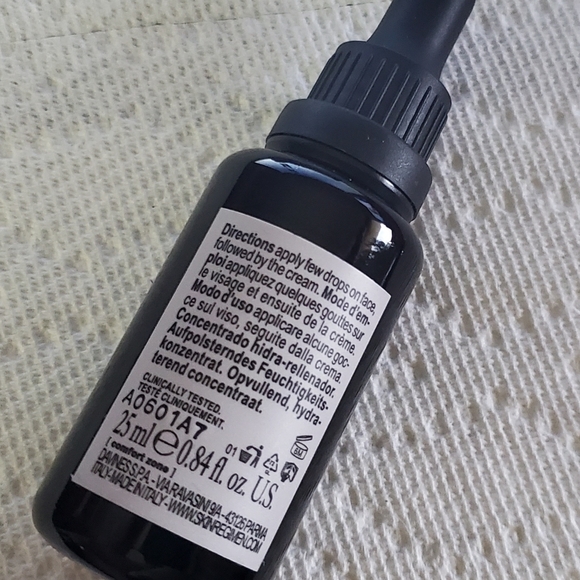 Directions apply few drops on face,
followed by the cream. Mode d'em-
ploi appliquez quelques gouttes sur
le visage et ensuite de la crème.
Modo d'uso applicare alcune goc-
ce sul viso, seguite dalla crema.
Concentrado hidra-rellenador.
Aufpolsterndes Feuchtigkeits-
konzentrat. Opvullend, hydra-
terend concentraat.
CLINICALLY TESTED.
TESTÉ CLINIQUEMENT.
A0601A7
25 ml ℮ 0.84 fl. oz. U.S.
01
6M
[ comfort zone ]
DAVINES S.P.A. - VIA RAVASINI 9/A - 43126 PARMA
ITALY-MADE IN ITALY - WWW.SKINREGIMEN.COM